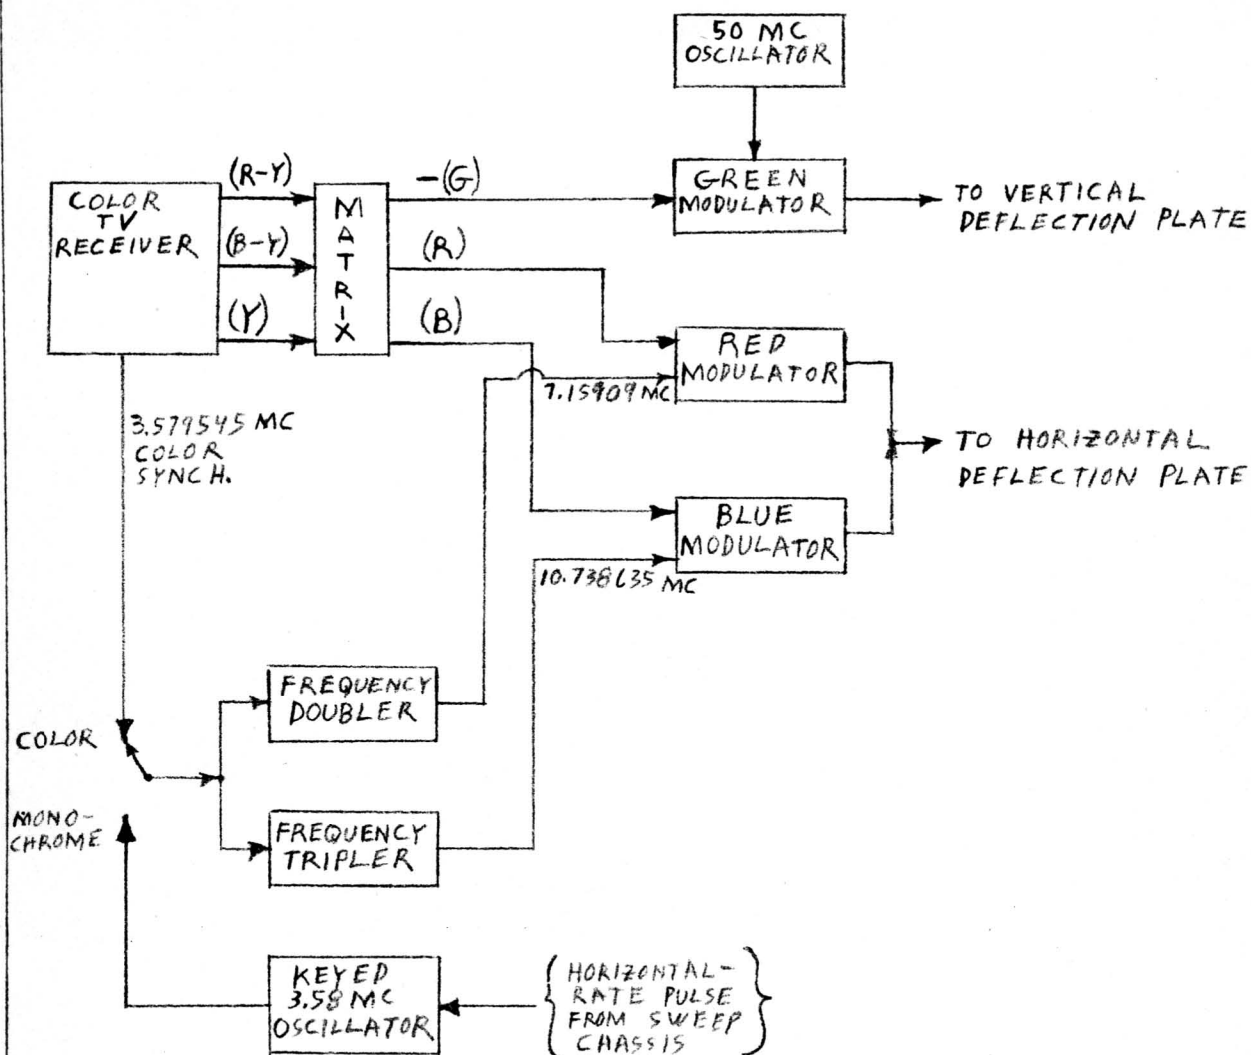 50 MC
OSCILLATOR
(R-Y)
-(G)
GREEN
MODULATOR
TO VERTICAL
DEFLECTION PLATE
COLOR
TV
RECEIVER
MATRIX
(B-Y)
(R)
(Y)
(B)
RED
MODULATOR
7.15909 MC
3.579545 MC
COLOR
SYNCH.
TO HORIZONTAL
DEFLECTION PLATE
BLUE
MODULATOR
10.738635 MC
FREQUENCY
DOUBLER
COLOR
MONO-
CHROME
FREQUENCY
TRIPLER
KEYED
3.58 MC
OSCILLATOR
HORIZONTAL-
RATE PULSE
FROM SWEEP
CHASSIS